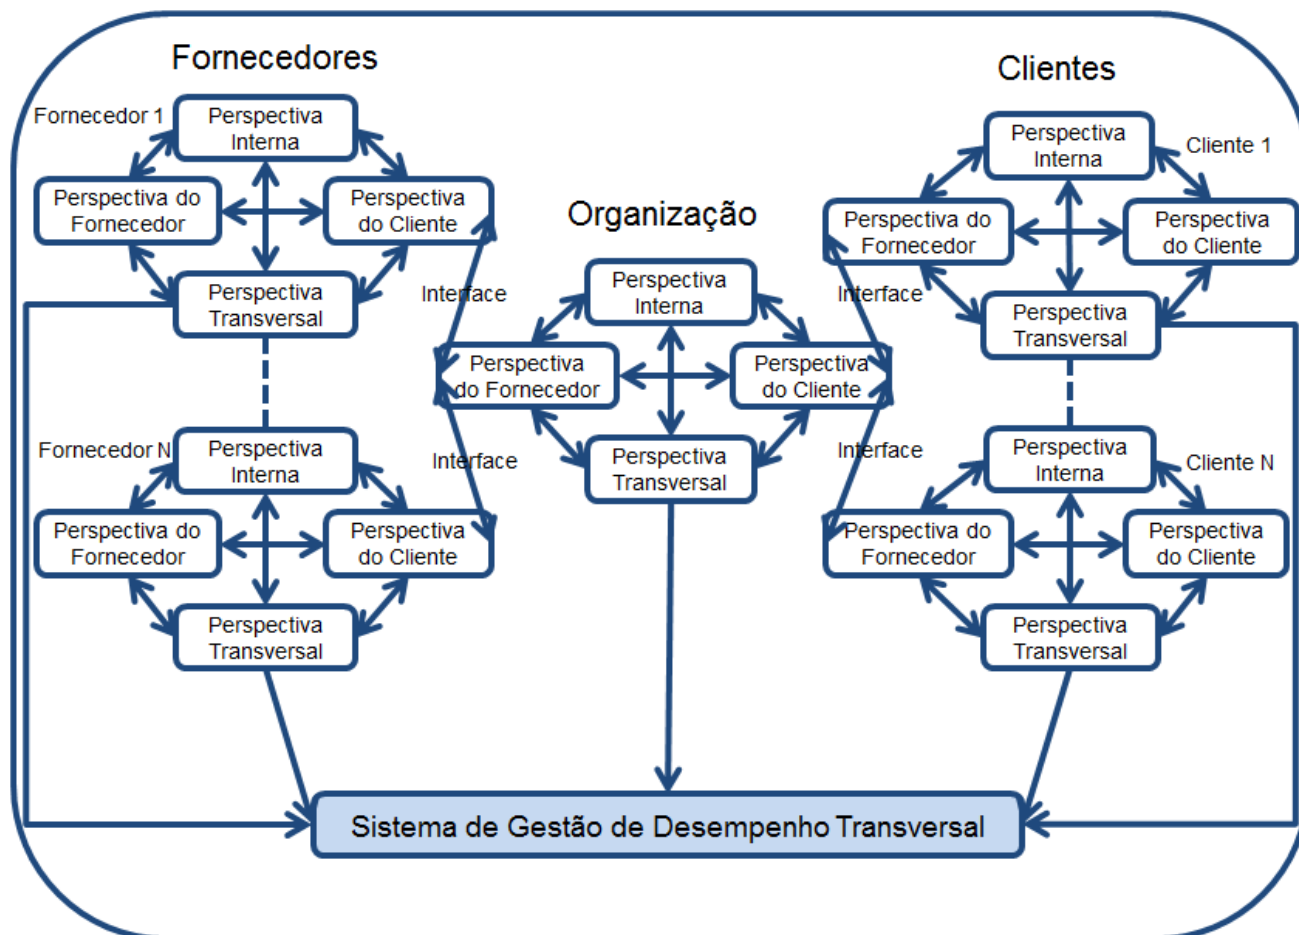 Fornecedores
Fornecedor 1
Perspectiva
Interna
Perspectiva do
Fornecedor
Perspectiva
do Cliente
Perspectiva
Transversal
Fornecedor N
Perspectiva
Interna
Perspectiva do
Fornecedor
Perspectiva
do Cliente
Perspectiva
Transversal
Interface
Interface
Organização
Perspectiva
Interna
Perspectiva
do Fornecedor
Perspectiva
do Cliente
Perspectiva
Transversal
Interface
Interface
Clientes
Cliente 1
Perspectiva
Interna
Perspectiva do
Fornecedor
Perspectiva
do Cliente
Perspectiva
Transversal
Cliente N
Perspectiva
Interna
Perspectiva do
Fornecedor
Perspectiva
do Cliente
Perspectiva
Transversal
Sistema de Gestão de Desempenho Transversal